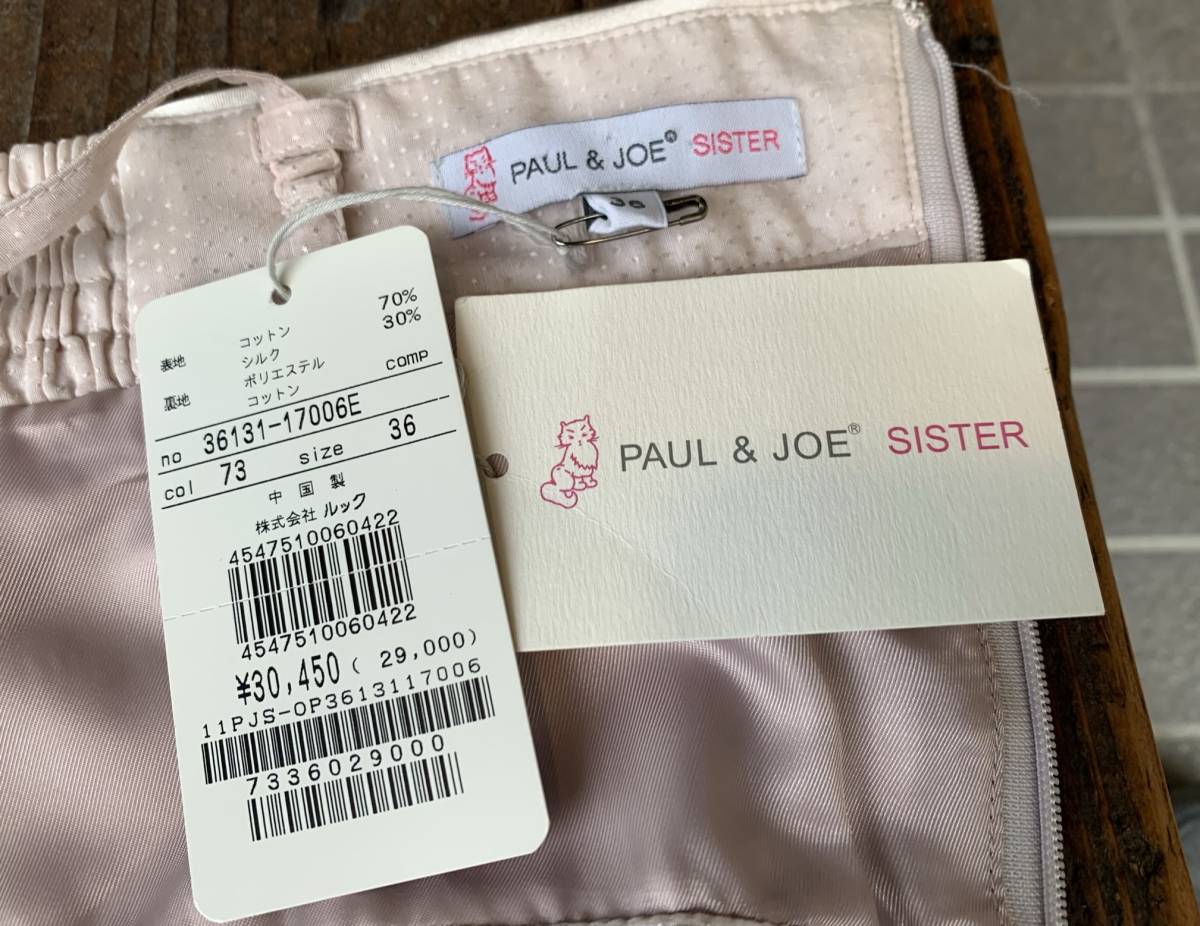 PAUL & JOE® SISTER
36
表地 コットン 70%
シルク 30%
ポリエステル
裏地 コットン comp
no 36131-17006E
col 73 size 36
中国製
株式会社 ルック
4547510060422
4547510060422
¥30,450 ( 29,000)
11PJS-OP3613117006
7336029000
PAUL & JOE® SISTER